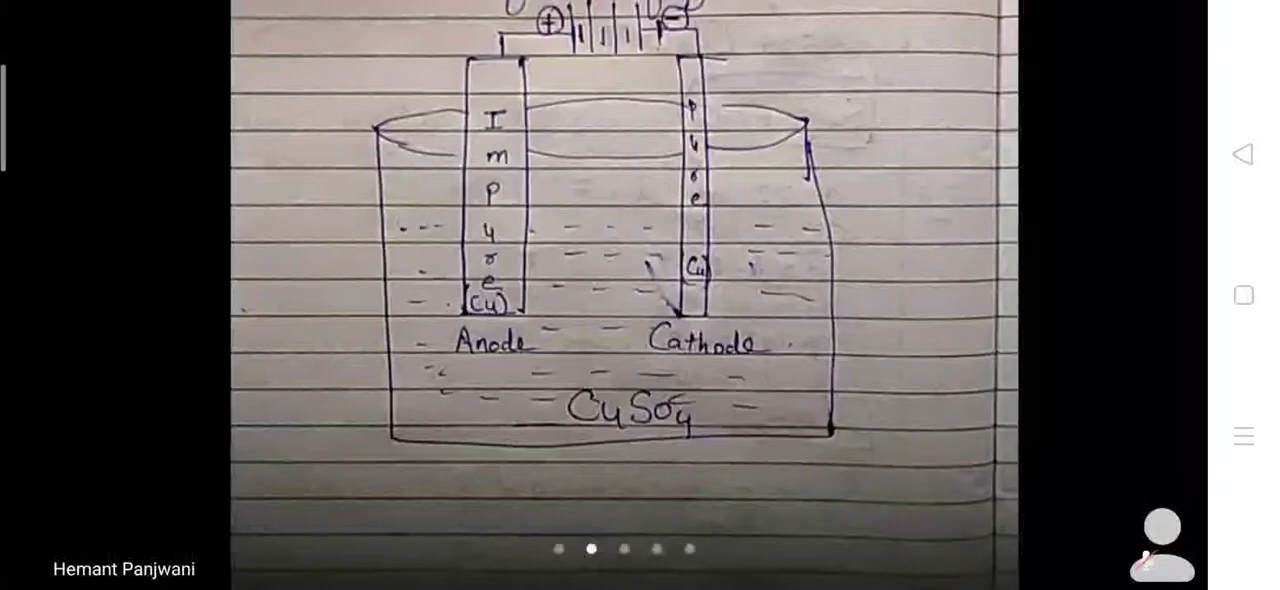 ⊕ ⊖
Impure (Cu)
Pure (Cu)
Anode Cathode
CuSO4
Hemant Panjwani